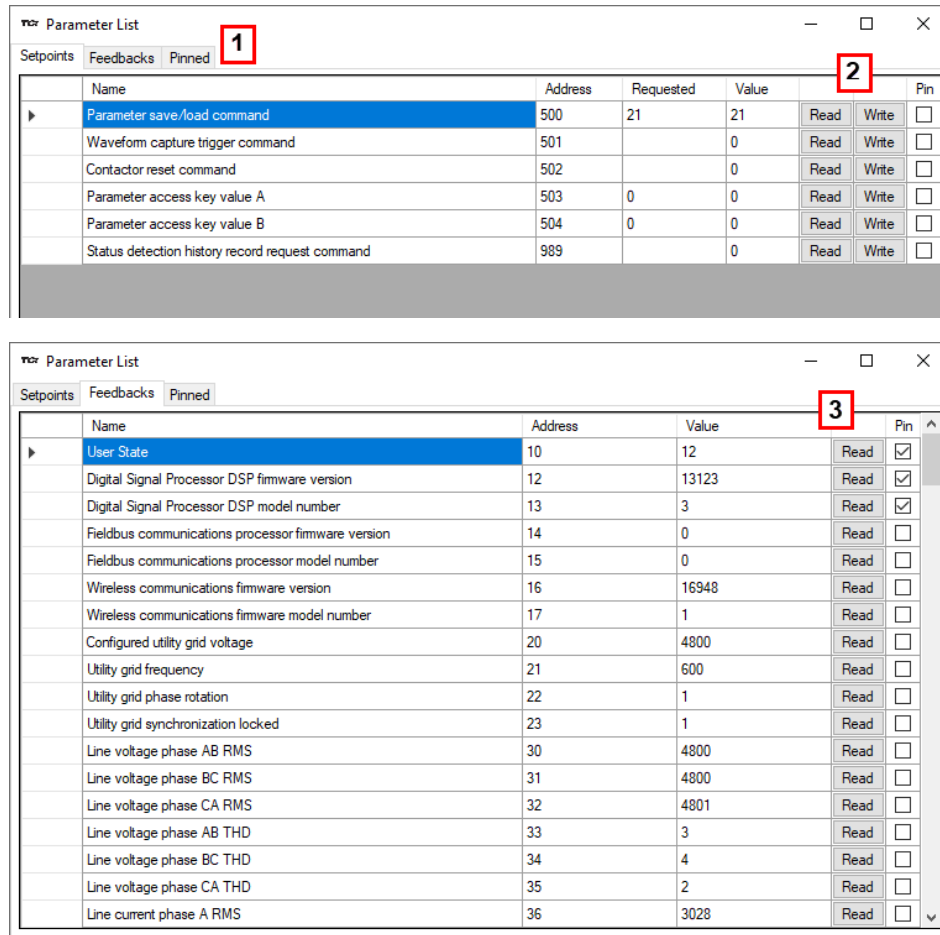 TCI Parameter List
1
Setpoints Feedbacks Pinned
2
Name Address Requested Value Pin
Parameter save/load command 500 21 21 Read Write
Waveform capture trigger command 501 0 Read Write
Contactor reset command 502 0 Read Write
Parameter access key value A 503 0 0 Read Write
Parameter access key value B 504 0 0 Read Write
Status detection history record request command 989 0 Read Write
TCI Parameter List
Setpoints Feedbacks Pinned
3
Name Address Value Pin
User State 10 12 Read
Digital Signal Processor DSP firmware version 12 13123 Read
Digital Signal Processor DSP model number 13 3 Read
Fieldbus communications processor firmware version 14 0 Read
Fieldbus communications processor model number 15 0 Read
Wireless communications firmware version 16 16948 Read
Wireless communications firmware model number 17 1 Read
Configured utility grid voltage 20 4800 Read
Utility grid frequency 21 600 Read
Utility grid phase rotation 22 1 Read
Utility grid synchronization locked 23 1 Read
Line voltage phase AB RMS 30 4800 Read
Line voltage phase BC RMS 31 4800 Read
Line voltage phase CA RMS 32 4801 Read
Line voltage phase AB THD 33 3 Read
Line voltage phase BC THD 34 4 Read
Line voltage phase CA THD 35 2 Read
Line current phase A RMS 36 3028 Read